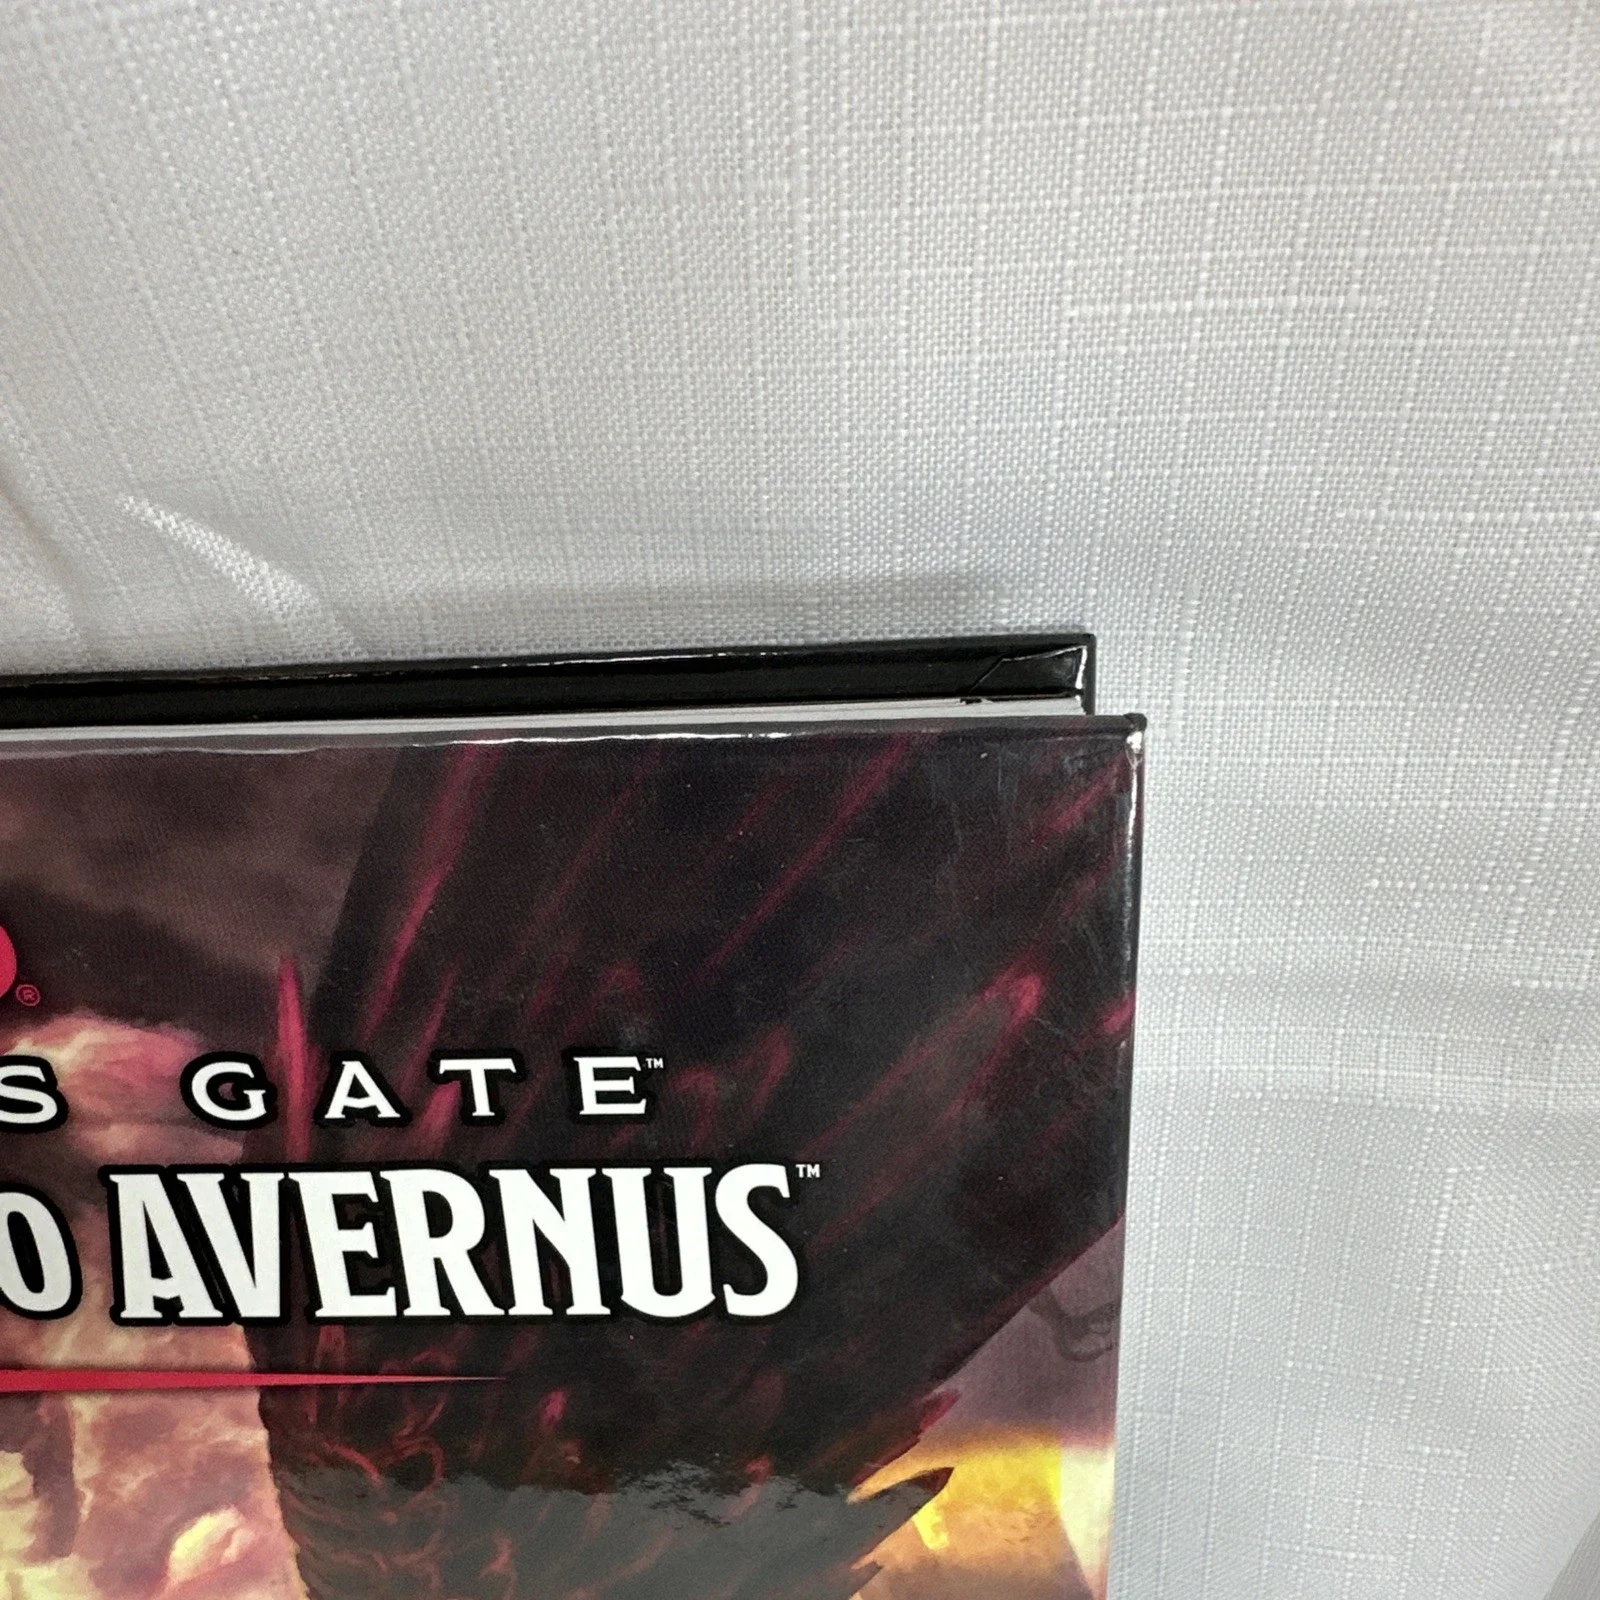 ®
S GATE™
O AVERNUS™